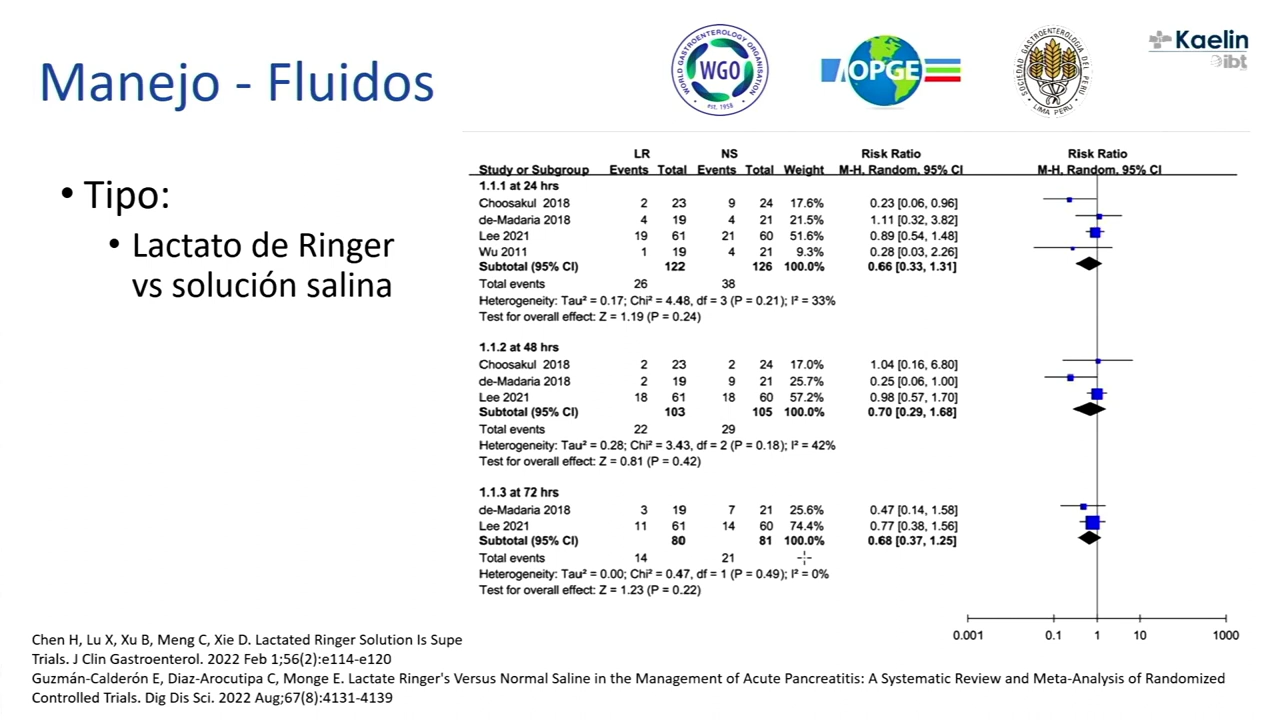 Manejo - Fluidos
WORLD GASTROENTEROLOGY ORGANISATION
WGO
est. 1958
OPGE
SOCIEDAD GASTROENTEROLOGIA DEL PERU
LIMA PERU
Kaelin
ibt
• Tipo:
• Lactato de Ringer
vs solución salina
LR NS Risk Ratio Risk Ratio
Study or Subgroup Events Total Events Total Weight M-H, Random, 95% CI M-H, Random, 95% CI
1.1.1 at 24 hrs
Choosakul 2018 2 23 9 24 17.6% 0.23 [0.06, 0.96]
de-Madaria 2018 4 19 4 21 21.5% 1.11 [0.32, 3.82]
Lee 2021 19 61 21 60 51.6% 0.89 [0.54, 1.48]
Wu 2011 1 19 4 21 9.3% 0.28 [0.03, 2.26]
Subtotal (95% CI) 122 126 100.0% 0.66 [0.33, 1.31]
Total events 26 38
Heterogeneity: Tau² = 0.17; Chi² = 4.48, df = 3 (P = 0.21); I² = 33%
Test for overall effect: Z = 1.19 (P = 0.24)
1.1.2 at 48 hrs
Choosakul 2018 2 23 2 24 17.0% 1.04 [0.16, 6.80]
de-Madaria 2018 2 19 9 21 25.7% 0.25 [0.06, 1.00]
Lee 2021 18 61 18 60 57.2% 0.98 [0.57, 1.70]
Subtotal (95% CI) 103 105 100.0% 0.70 [0.29, 1.68]
Total events 22 29
Heterogeneity: Tau² = 0.28; Chi² = 3.43, df = 2 (P = 0.18); I² = 42%
Test for overall effect: Z = 0.81 (P = 0.42)
1.1.3 at 72 hrs
de-Madaria 2018 3 19 7 21 25.6% 0.47 [0.14, 1.58]
Lee 2021 11 61 14 60 74.4% 0.77 [0.38, 1.56]
Subtotal (95% CI) 80 81 100.0% 0.68 [0.37, 1.25]
Total events 14 21
Heterogeneity: Tau² = 0.00; Chi² = 0.47, df = 1 (P = 0.49); I² = 0%
Test for overall effect: Z = 1.23 (P = 0.22)
0.001 0.1 1 10 1000
Chen H, Lu X, Xu B, Meng C, Xie D. Lactated Ringer Solution Is Supe
Trials. J Clin Gastroenterol. 2022 Feb 1;56(2):e114-e120
Guzmán-Calderón E, Diaz-Arocutipa C, Monge E. Lactate Ringer's Versus Normal Saline in the Management of Acute Pancreatitis: A Systematic Review and Meta-Analysis of Randomized
Controlled Trials. Dig Dis Sci. 2022 Aug;67(8):4131-4139